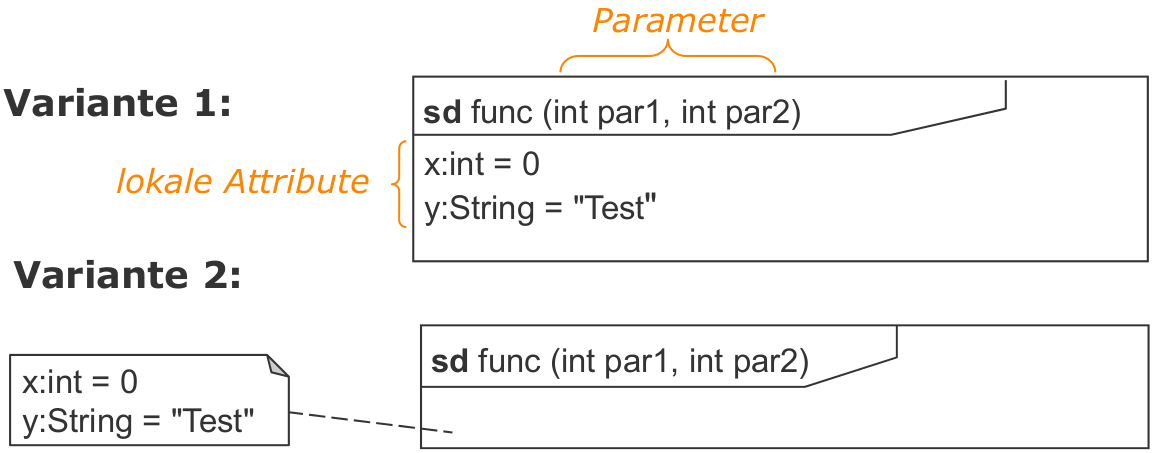 Parameter
Variante 1:
sd func (int par1, int par2)
lokale Attribute
x:int = 0
y:String = "Test"
Variante 2:
sd func (int par1, int par2)
x:int = 0
y:String = "Test"